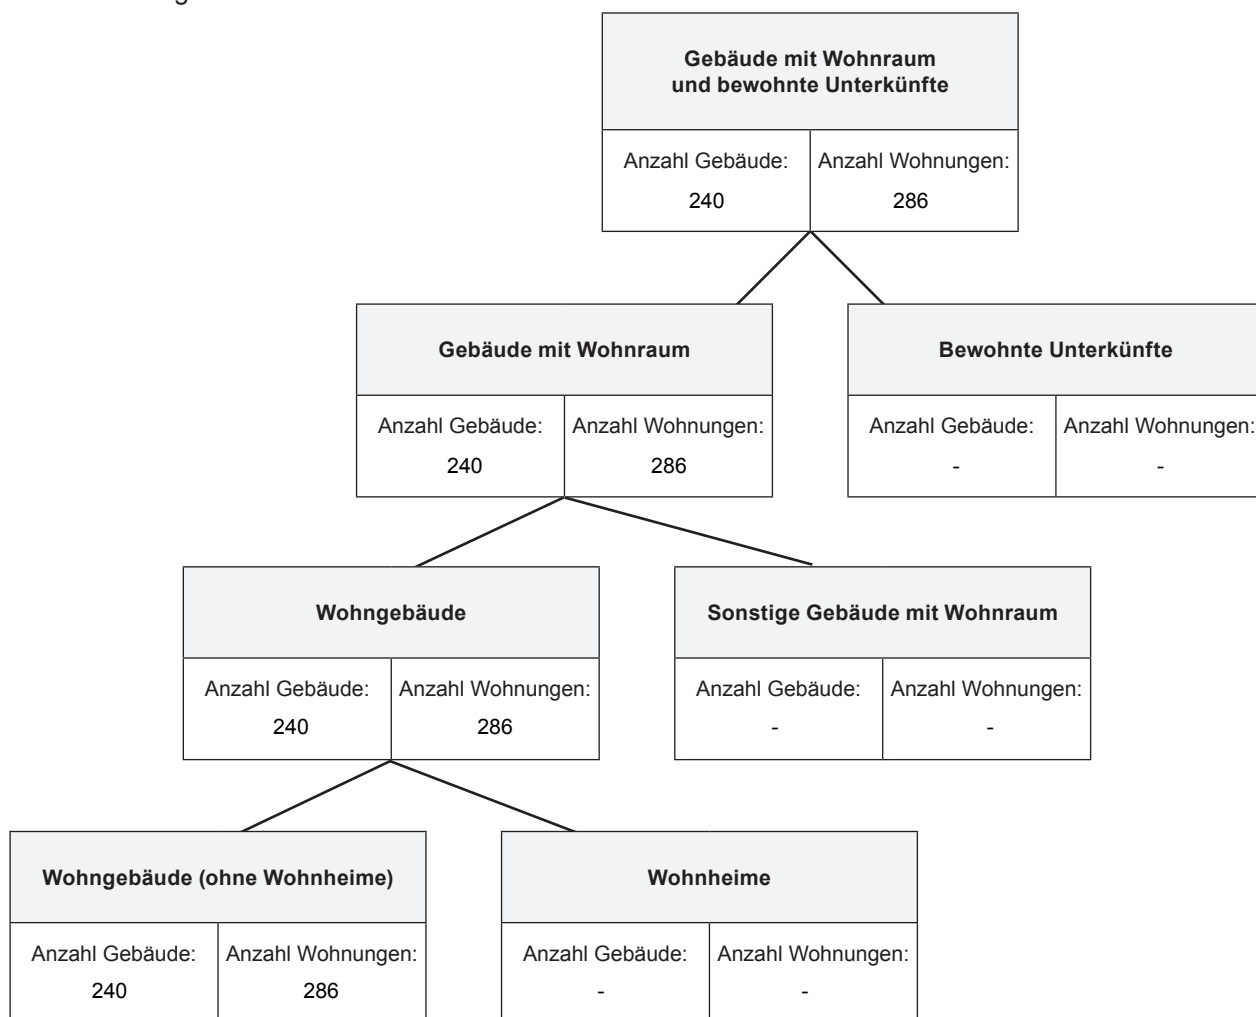 Gebäude mit Wohnraum
und bewohnte Unterkünfte
Anzahl Gebäude: Anzahl Wohnungen:
240 286
Gebäude mit Wohnraum
Anzahl Gebäude: Anzahl Wohnungen:
240 286
Bewohnte Unterkünfte
Anzahl Gebäude: Anzahl Wohnungen:
- -
Wohngebäude
Anzahl Gebäude: Anzahl Wohnungen:
240 286
Sonstige Gebäude mit Wohnraum
Anzahl Gebäude: Anzahl Wohnungen:
- -
Wohngebäude (ohne Wohnheime)
Anzahl Gebäude: Anzahl Wohnungen:
240 286
Wohnheime
Anzahl Gebäude: Anzahl Wohnungen:
- -